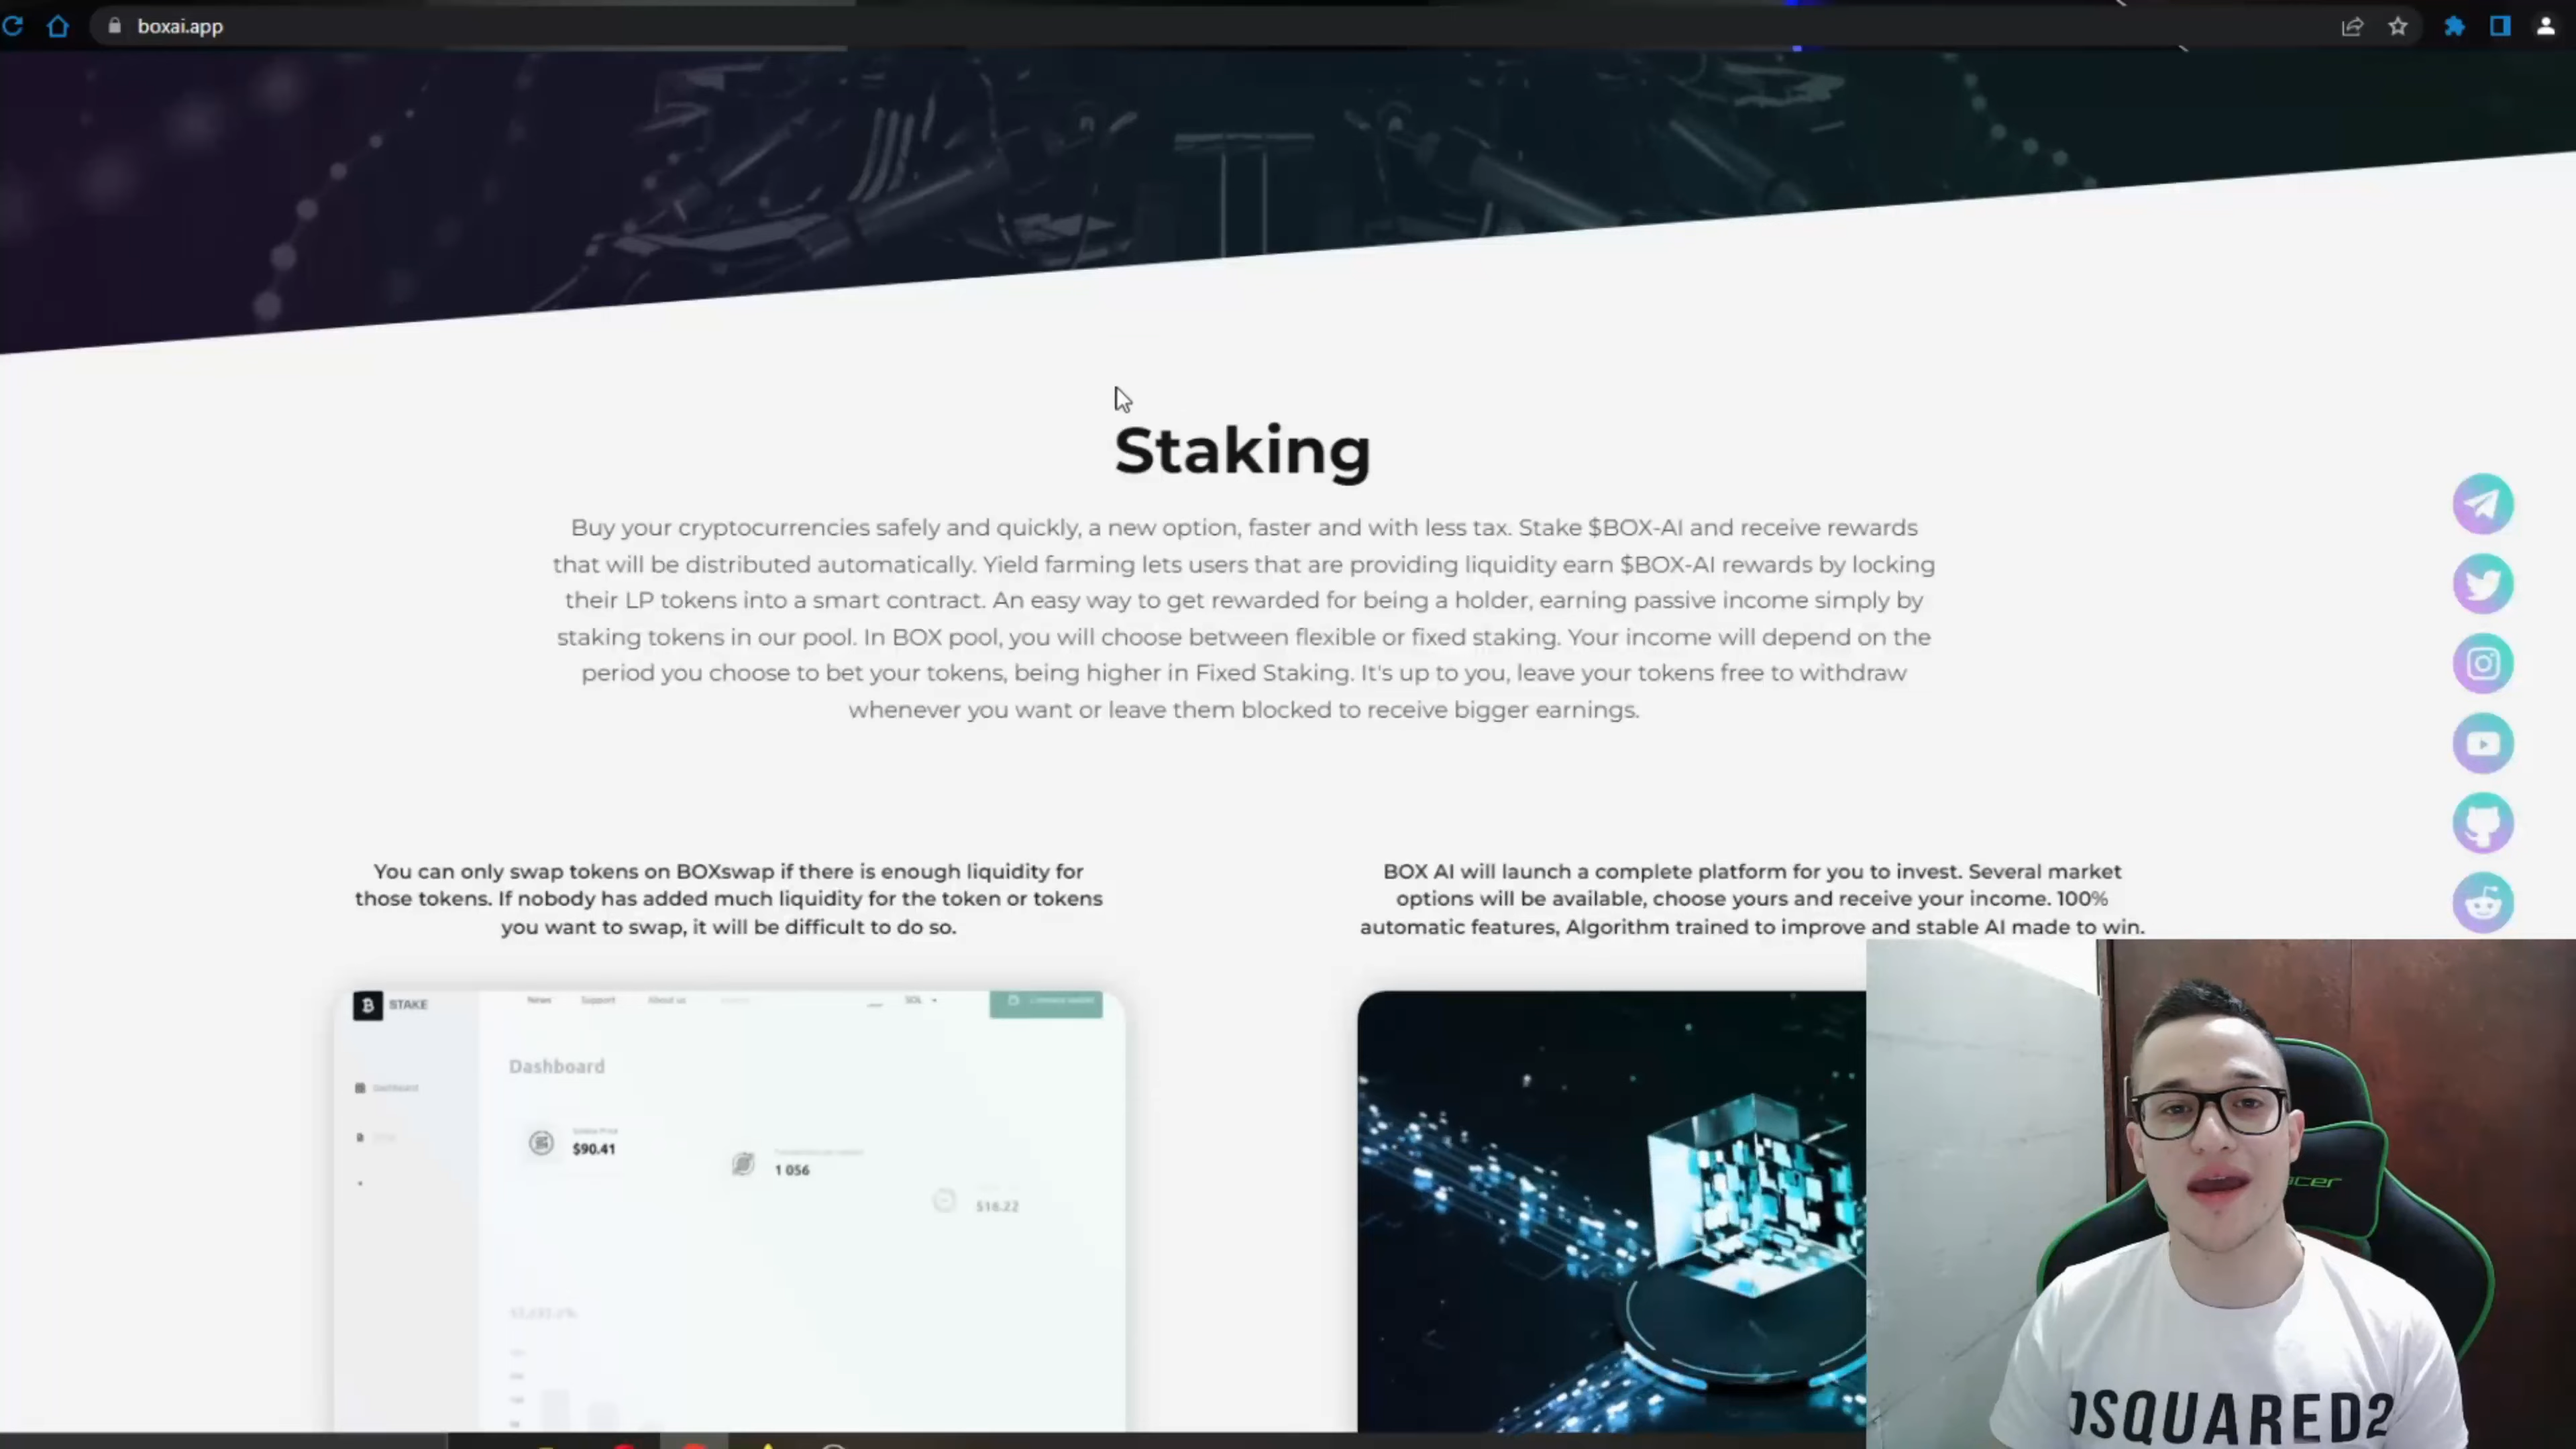 boxai.app
Staking
Buy your cryptocurrencies safely and quickly, a new option, faster and with less tax. Stake $BOX-AI and receive rewards
that will be distributed automatically. Yield farming lets users that are providing liquidity earn $BOX-AI rewards by locking
their LP tokens into a smart contract. An easy way to get rewarded for being a holder, earning passive income simply by
staking tokens in our pool. In BOX pool, you will choose between flexible or fixed staking. Your income will depend on the
period you choose to bet your tokens, being higher in Fixed Staking. It's up to you, leave your tokens free to withdraw
whenever you want or leave them blocked to receive bigger earnings.
You can only swap tokens on BOXswap if there is enough liquidity for
those tokens. If nobody has added much liquidity for the token or tokens
you want to swap, it will be difficult to do so.
BOX AI will launch a complete platform for you to invest. Several market
options will be available, choose yours and receive your income. 100%
automatic features, Algorithm trained to improve and stable AI made to win.
STAKE
News Support About us
SOL
Dashboard
Dashboard
$90.41
1 056
$16.22
cer
DSQUARED2